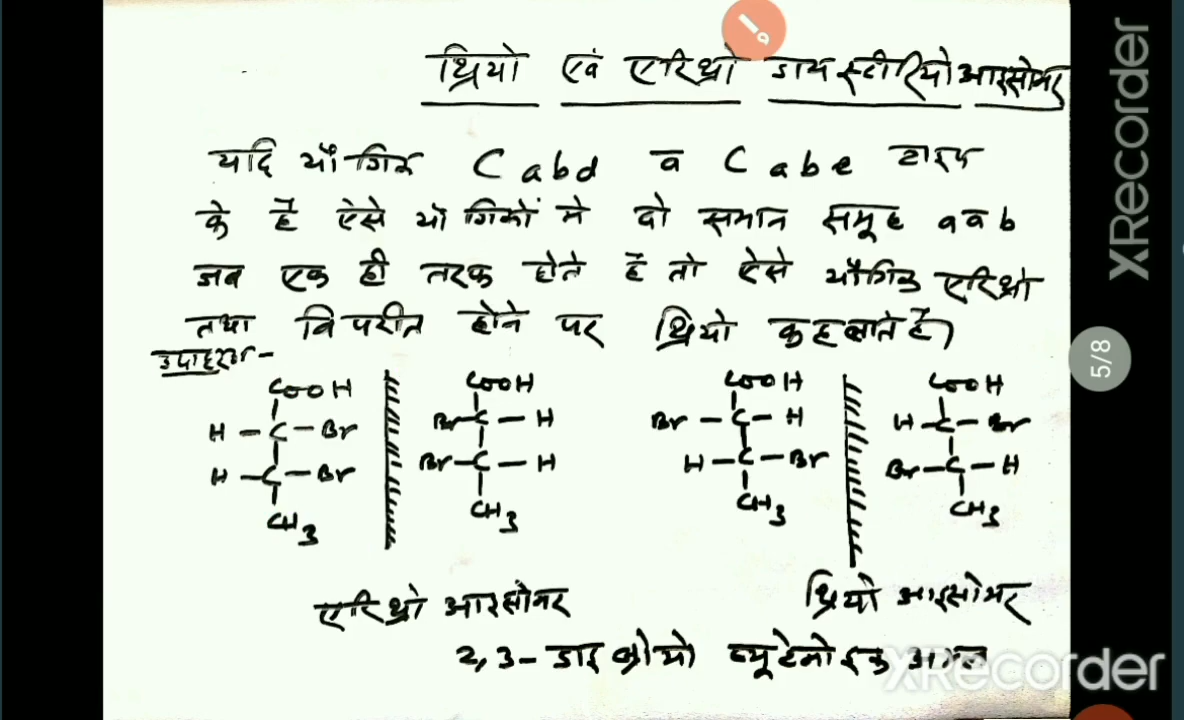 थ्रियो एवं एरिथ्रो डायस्टीरियोआइसोमर
यदि यौगिक Cabd व Cabe टाइप
के हैं ऐसे यौगिकों में दो समान समूह a व b
जब एक ही तरफ होते हैं तो ऐसे यौगिक एरिथ्रो
तथा विपरीत होने पर थ्रियो कहलाते हैं।
उदाहरण-
COOH COOH COOH COOH
H-C-Br Br-C-H Br-C-H H-C-Br
H-C-Br Br-C-H H-C-Br Br-C-H
CH3 CH3 CH3 CH3
एरिथ्रो आइसोमर थ्रियो आइसोमर
2,3-डाइब्रोमो ब्यूटेनोइक अम्ल
XRecorder
XRecorder
5/8